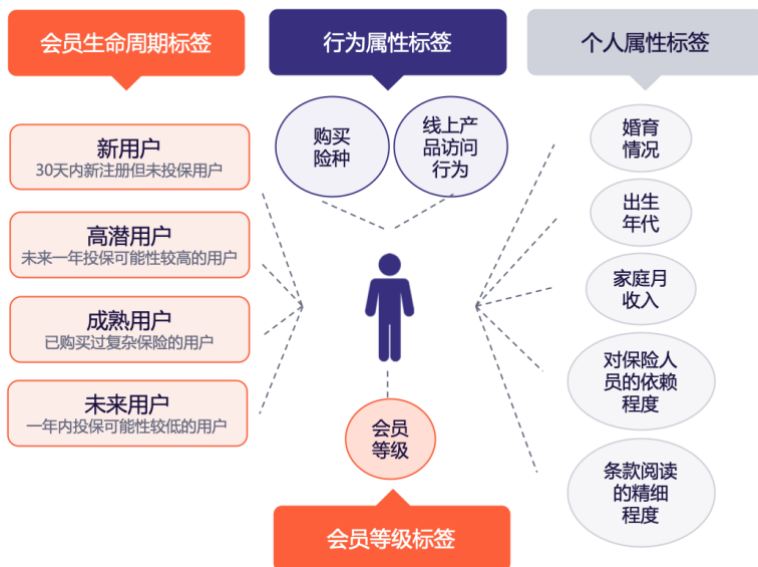 会员生命周期标签
行为属性标签
个人属性标签
新用户
30天内新注册但未投保用户
高潜用户
未来一年投保可能性较高的用户
成熟用户
已购买过复杂保险的用户
未来用户
一年内投保可能性较低的用户
购买
险种
线上产
品访问
行为
会员
等级
会员等级标签
婚育
情况
出生
年代
家庭月
收入
对保险人
员的依赖
程度
条款阅读
的精细
程度